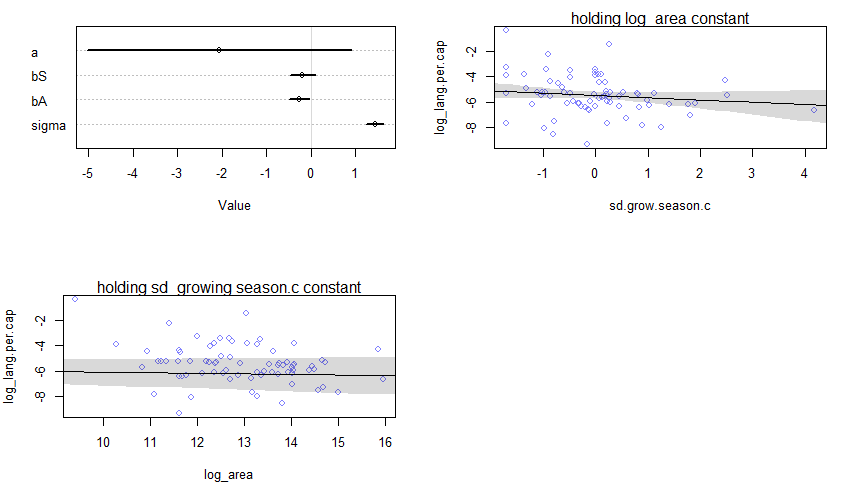 a
bS
bA
sigma
-5 -4 -3 -2 -1 0 1
Value
holding log_area constant
log_lang.per.cap
-2
-4
-6
-8
-1 0 1 2 3 4
sd.grow.season.c
holding sd_growing season.c constant
log_lang.per.cap
-2
-4
-6
-8
10 11 12 13 14 15 16
log_area